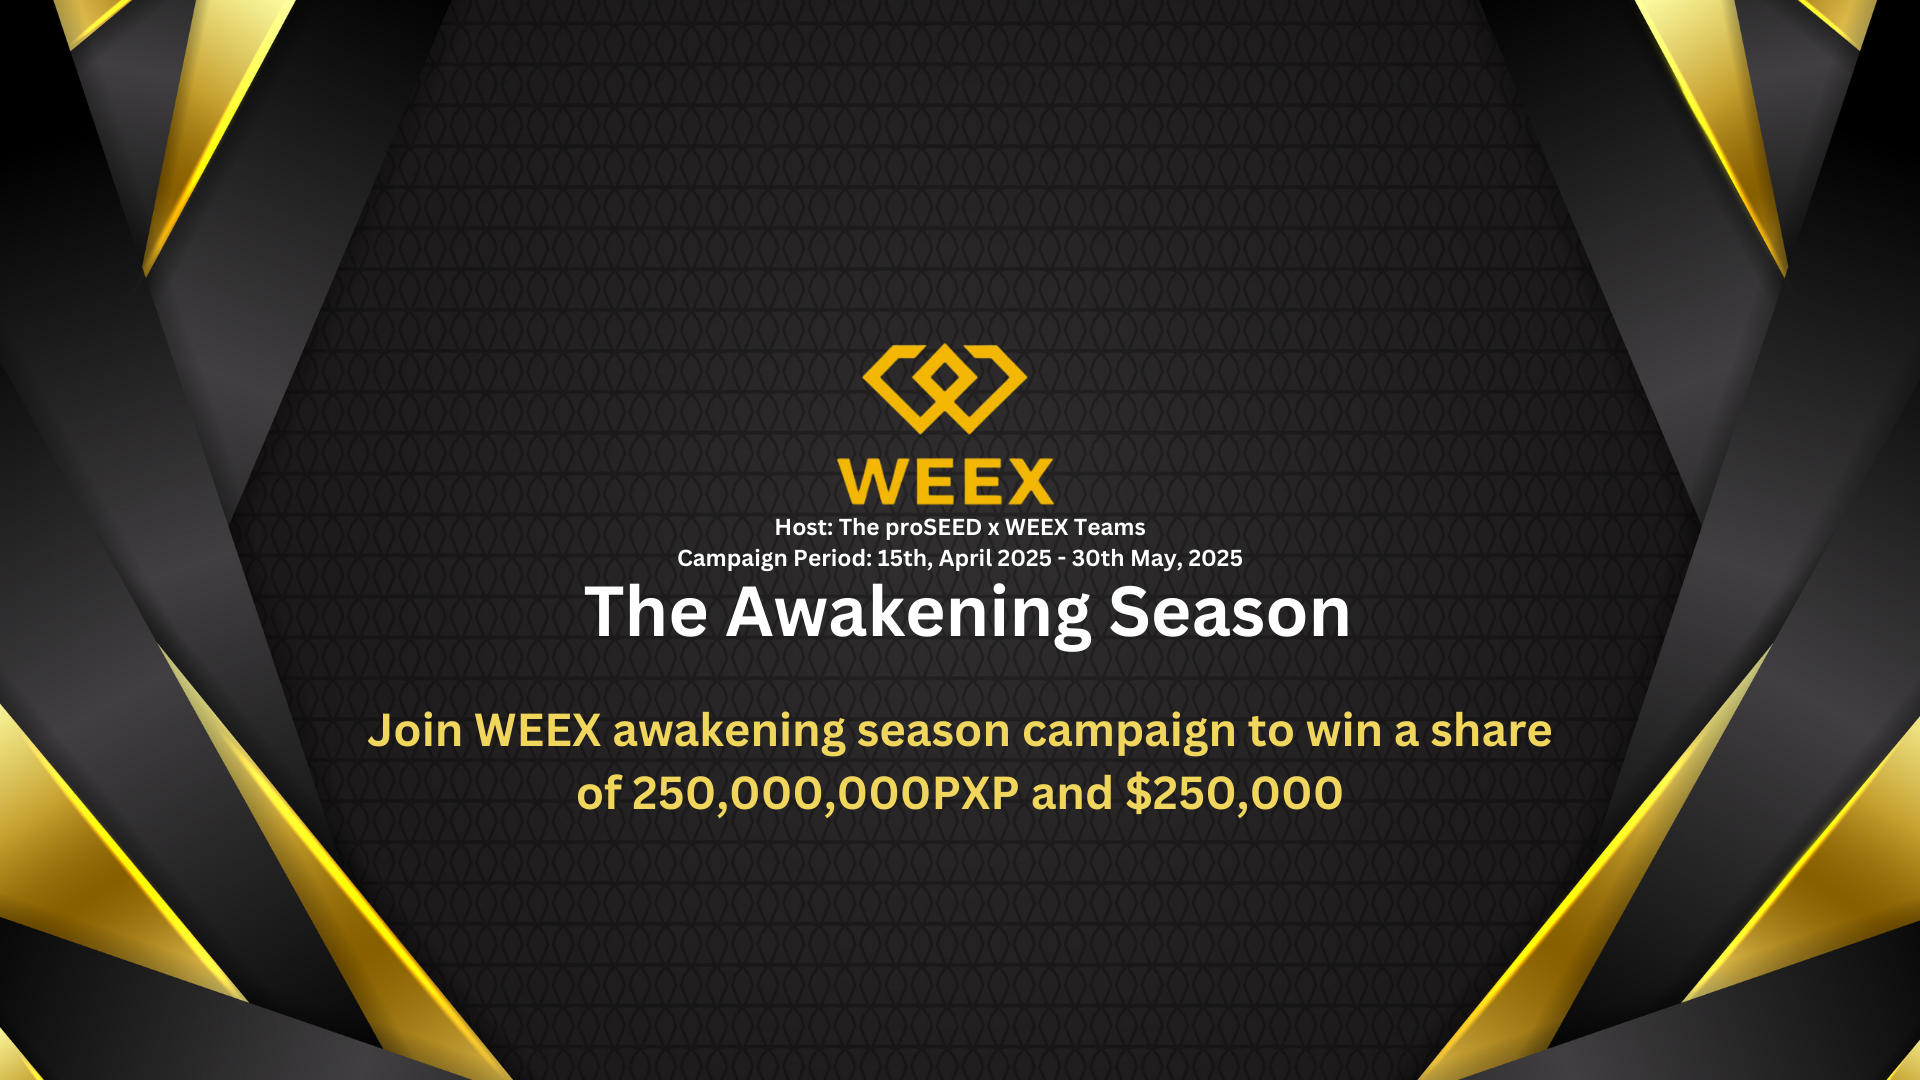 WEEX
Host: The proSEED x WEEX Teams
Campaign Period: 15th, April 2025 - 30th May, 2025
The Awakening Season
Join WEEX awakening season campaign to win a share
of 250,000,000PXP and $250,000